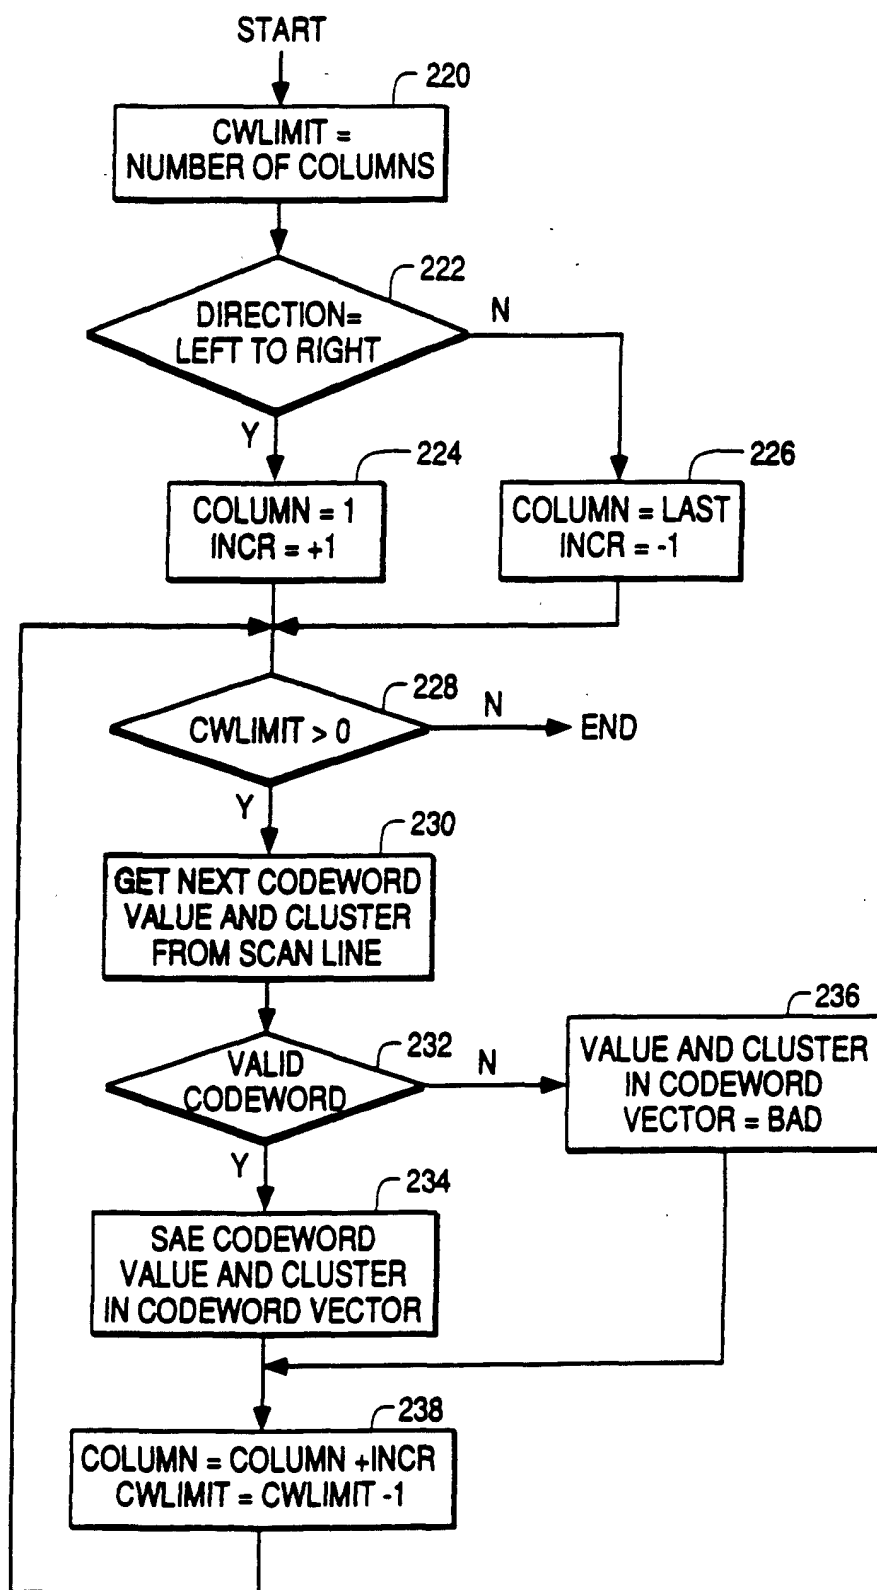 START
220
CWLIMIT =
NUMBER OF COLUMNS
222
DIRECTION=
LEFT TO RIGHT
N
Y
224
COLUMN = 1
INCR = +1
226
COLUMN = LAST
INCR = -1
228
CWLIMIT > 0
N
END
Y
230
GET NEXT CODEWORD
VALUE AND CLUSTER
FROM SCAN LINE
232
VALID
CODEWORD
N
236
VALUE AND CLUSTER
IN CODEWORD
VECTOR = BAD
Y
234
SAE CODEWORD
VALUE AND CLUSTER
IN CODEWORD VECTOR
238
COLUMN = COLUMN +INCR
CWLIMIT = CWLIMIT -1